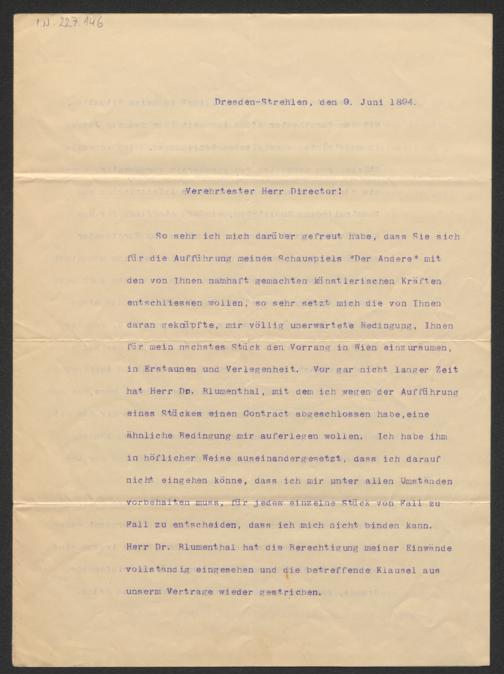 I.N. 227.146
Dresden-Strehlen, den 9. Juni 1894.
Verehrtester Herr Director!
So sehr ich mich darüber gefreut habe, dass Sie sich
für die Aufführung meines Schauspiels "Der Andere" mit
den von Ihnen namhaft gemachten künstlerischen Kräften
entschliessen wollen, so sehr setzt mich die von Ihnen
daran geknüpfte, mir völlig unerwartete Bedingung, Ihnen
für mein nächstes Stück den Vorrang in Wien einzuräumen,
in Erstaunen und Verlegenheit. Vor gar nicht langer Zeit
hat Herr Dr. Blumenthal, mit dem ich wegen der Aufführung
eines Stückes einen Contract abgeschlossen habe,eine
ähnliche Bedingung mir auferlegen wollen. Ich habe ihm
in höflicher Weise auseinandergesetzt, dass ich darauf
nicht eingehen könne, dass ich mir unter allen Umständen
vorbehalten muss, für jedes einzelne Stück von Fall zu
Fall zu entscheiden, dass ich mich nicht binden kann.
Herr Dr. Blumenthal hat die Berechtigung meiner Einwände
vollständig eingesehen und die betreffende Klausel aus
unserm Vertrage wieder gestrichen.